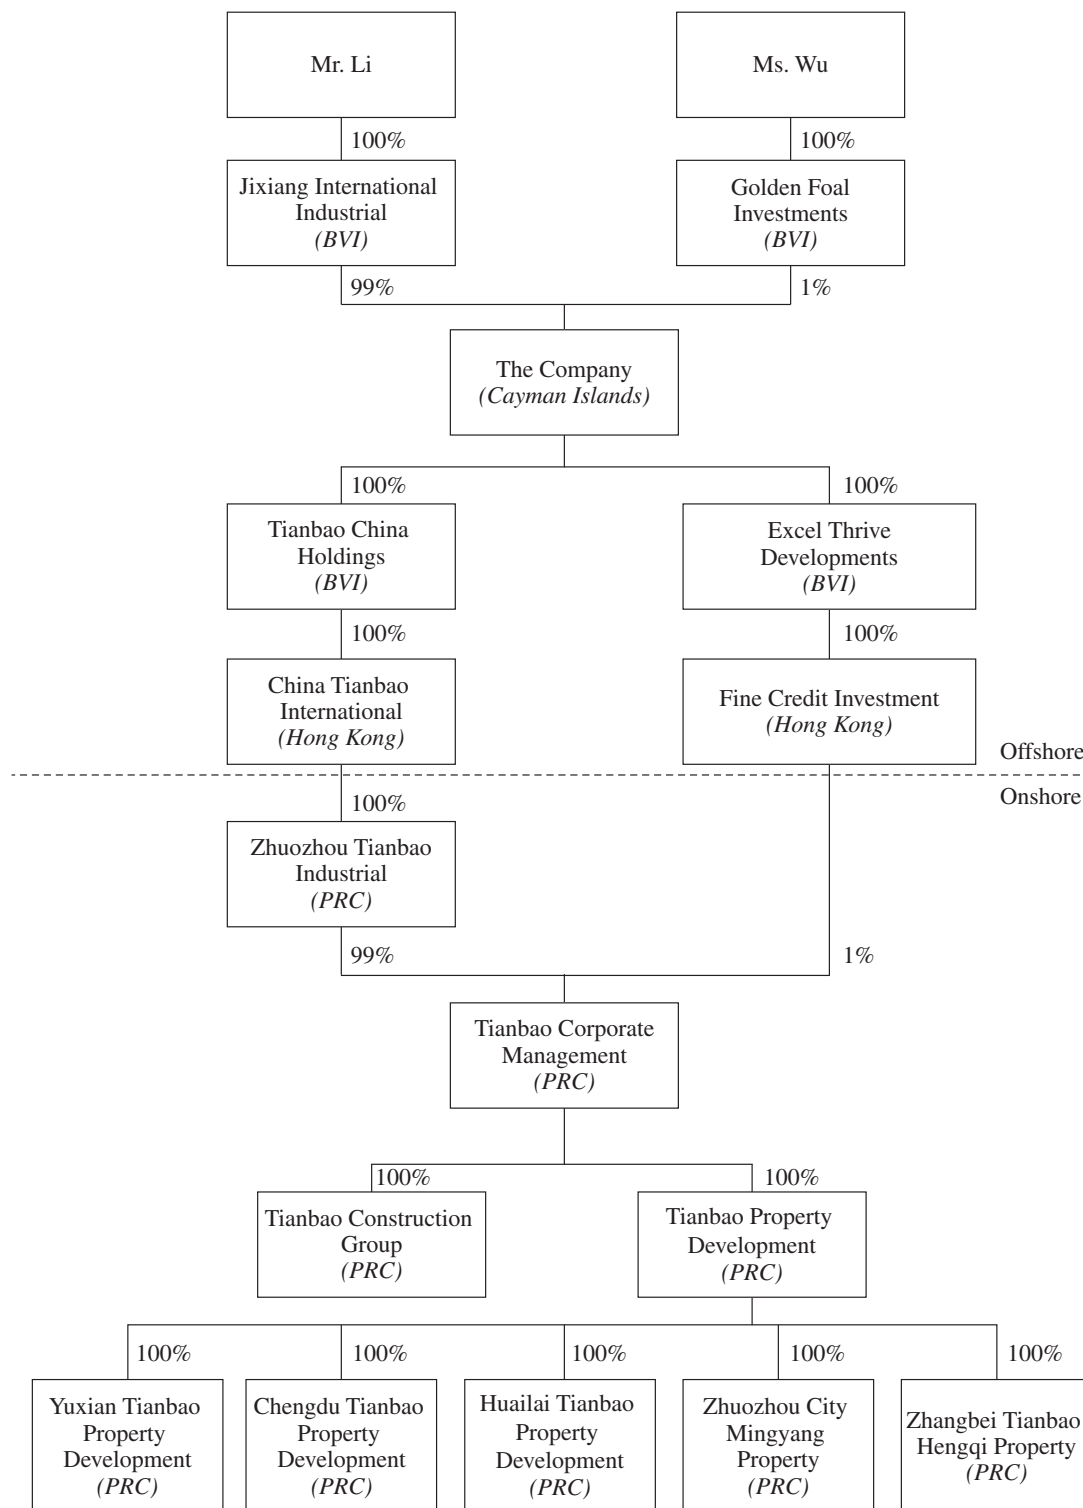 Mr. Li
Ms. Wu
100%
100%
Jixiang International
Industrial
(BVI)
Golden Foal
Investments
(BVI)
99%
1%
The Company
(Cayman Islands)
100%
100%
Tianbao China
Holdings
(BVI)
Excel Thrive
Developments
(BVI)
100%
100%
China Tianbao
International
(Hong Kong)
Fine Credit Investment
(Hong Kong)
Offshore
Onshore
100%
Zhuozhou Tianbao
Industrial
(PRC)
99%
1%
Tianbao Corporate
Management
(PRC)
100%
100%
Tianbao Construction
Group
(PRC)
Tianbao Property
Development
(PRC)
100%
100%
100%
100%
100%
Yuxian Tianbao
Property
Development
(PRC)
Chengdu Tianbao
Property
Development
(PRC)
Huailai Tianbao
Property
Development
(PRC)
Zhuozhou City
Mingyang
Property
(PRC)
Zhangbei Tianbao
Hengqi Property
(PRC)